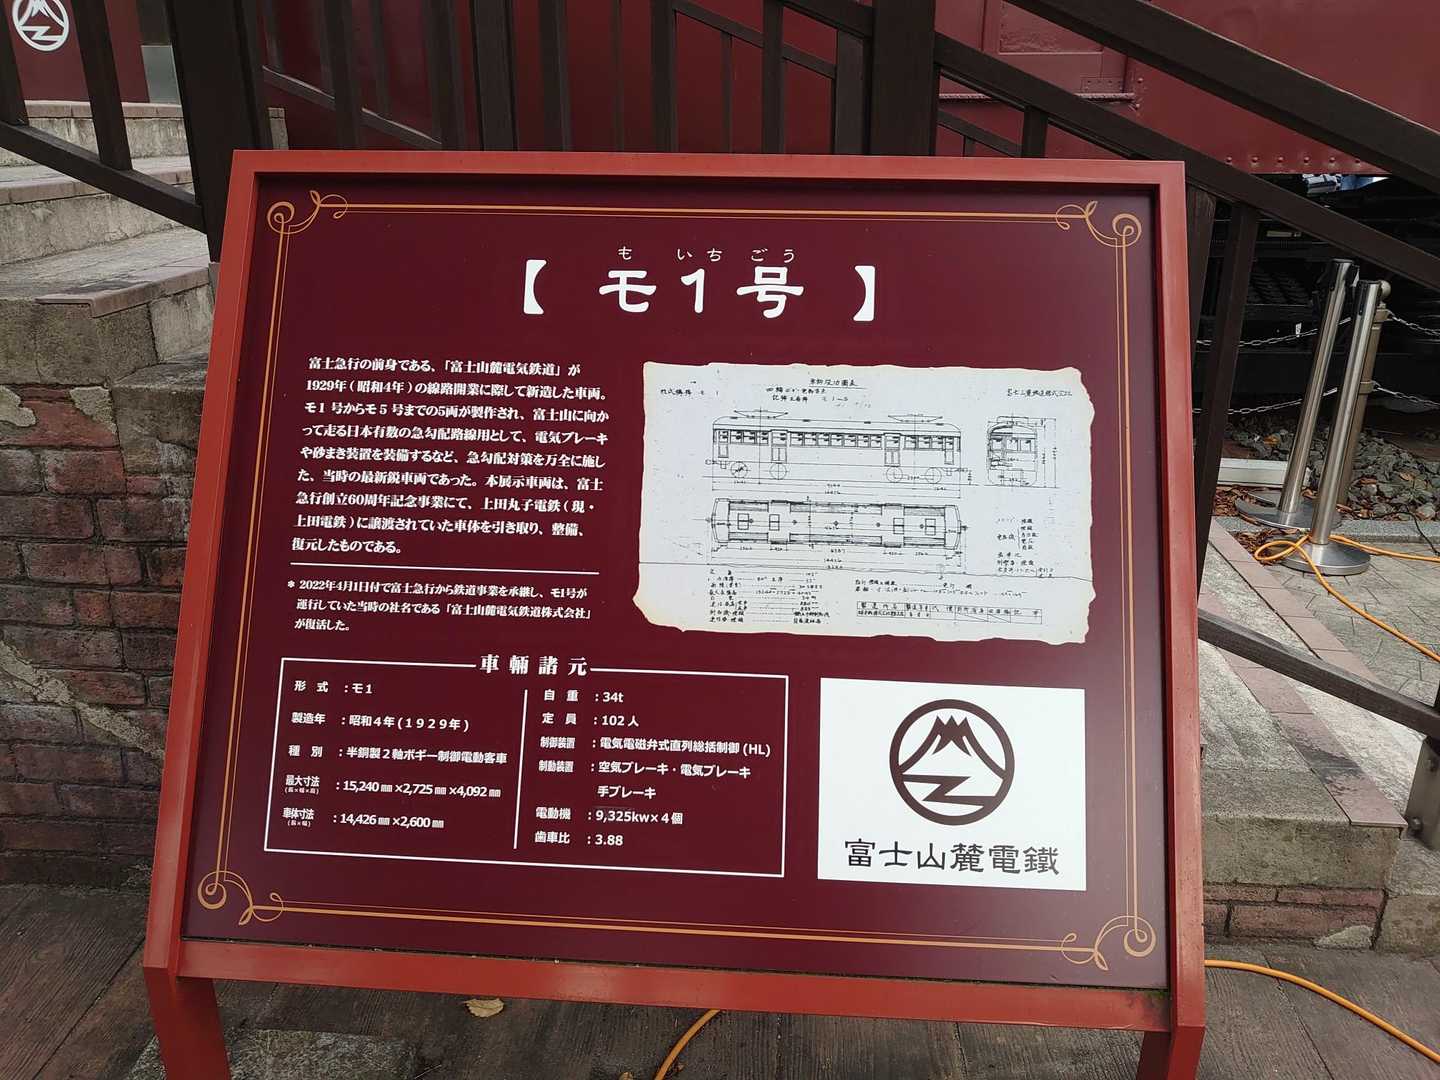 も いちごう
【 モ1号 】
富士急行の前身である、「富士山麓電気鉄道」が
1929年(昭和4年)の線路開業に際して新造した車両。
モ1号からモ5号までの5両が製作され、富士山に向か
って走る日本有数の急勾配路線用として、電気ブレーキ
や砂まき装置を装備するなど、急勾配対策を万全に施し
た、当時の最新鋭車両であった。本展示車両は、富士
急行創立60周年記念事業にて、上田丸子電鉄(現・
上田電鉄)に譲渡されていた車体を引き取り、整備、
復元したものである。
* 2022年4月1日付で富士急行から鉄道事業を承継し、モ1号が
運行していた当時の社名である「富士山麓電気鉄道株式会社」
が復活した。
車輛諸元
形 式 :モ1
製造年 :昭和4年(1929年)
種 別 :半鋼製2軸ボギー制御電動客車
最大寸法 :15,240㎜×2,725㎜×4,092㎜
(長×幅×高)
車体寸法 :14,426㎜×2,600㎜
(長×幅)
自 重 :34t
定 員 :102人
制御装置 :電気電磁弁式直列総括制御(HL)
制動装置 :空気ブレーキ・電気ブレーキ
手ブレーキ
電動機 :9,325kw×4個
歯車比 :3.88
富士山麓電鐵